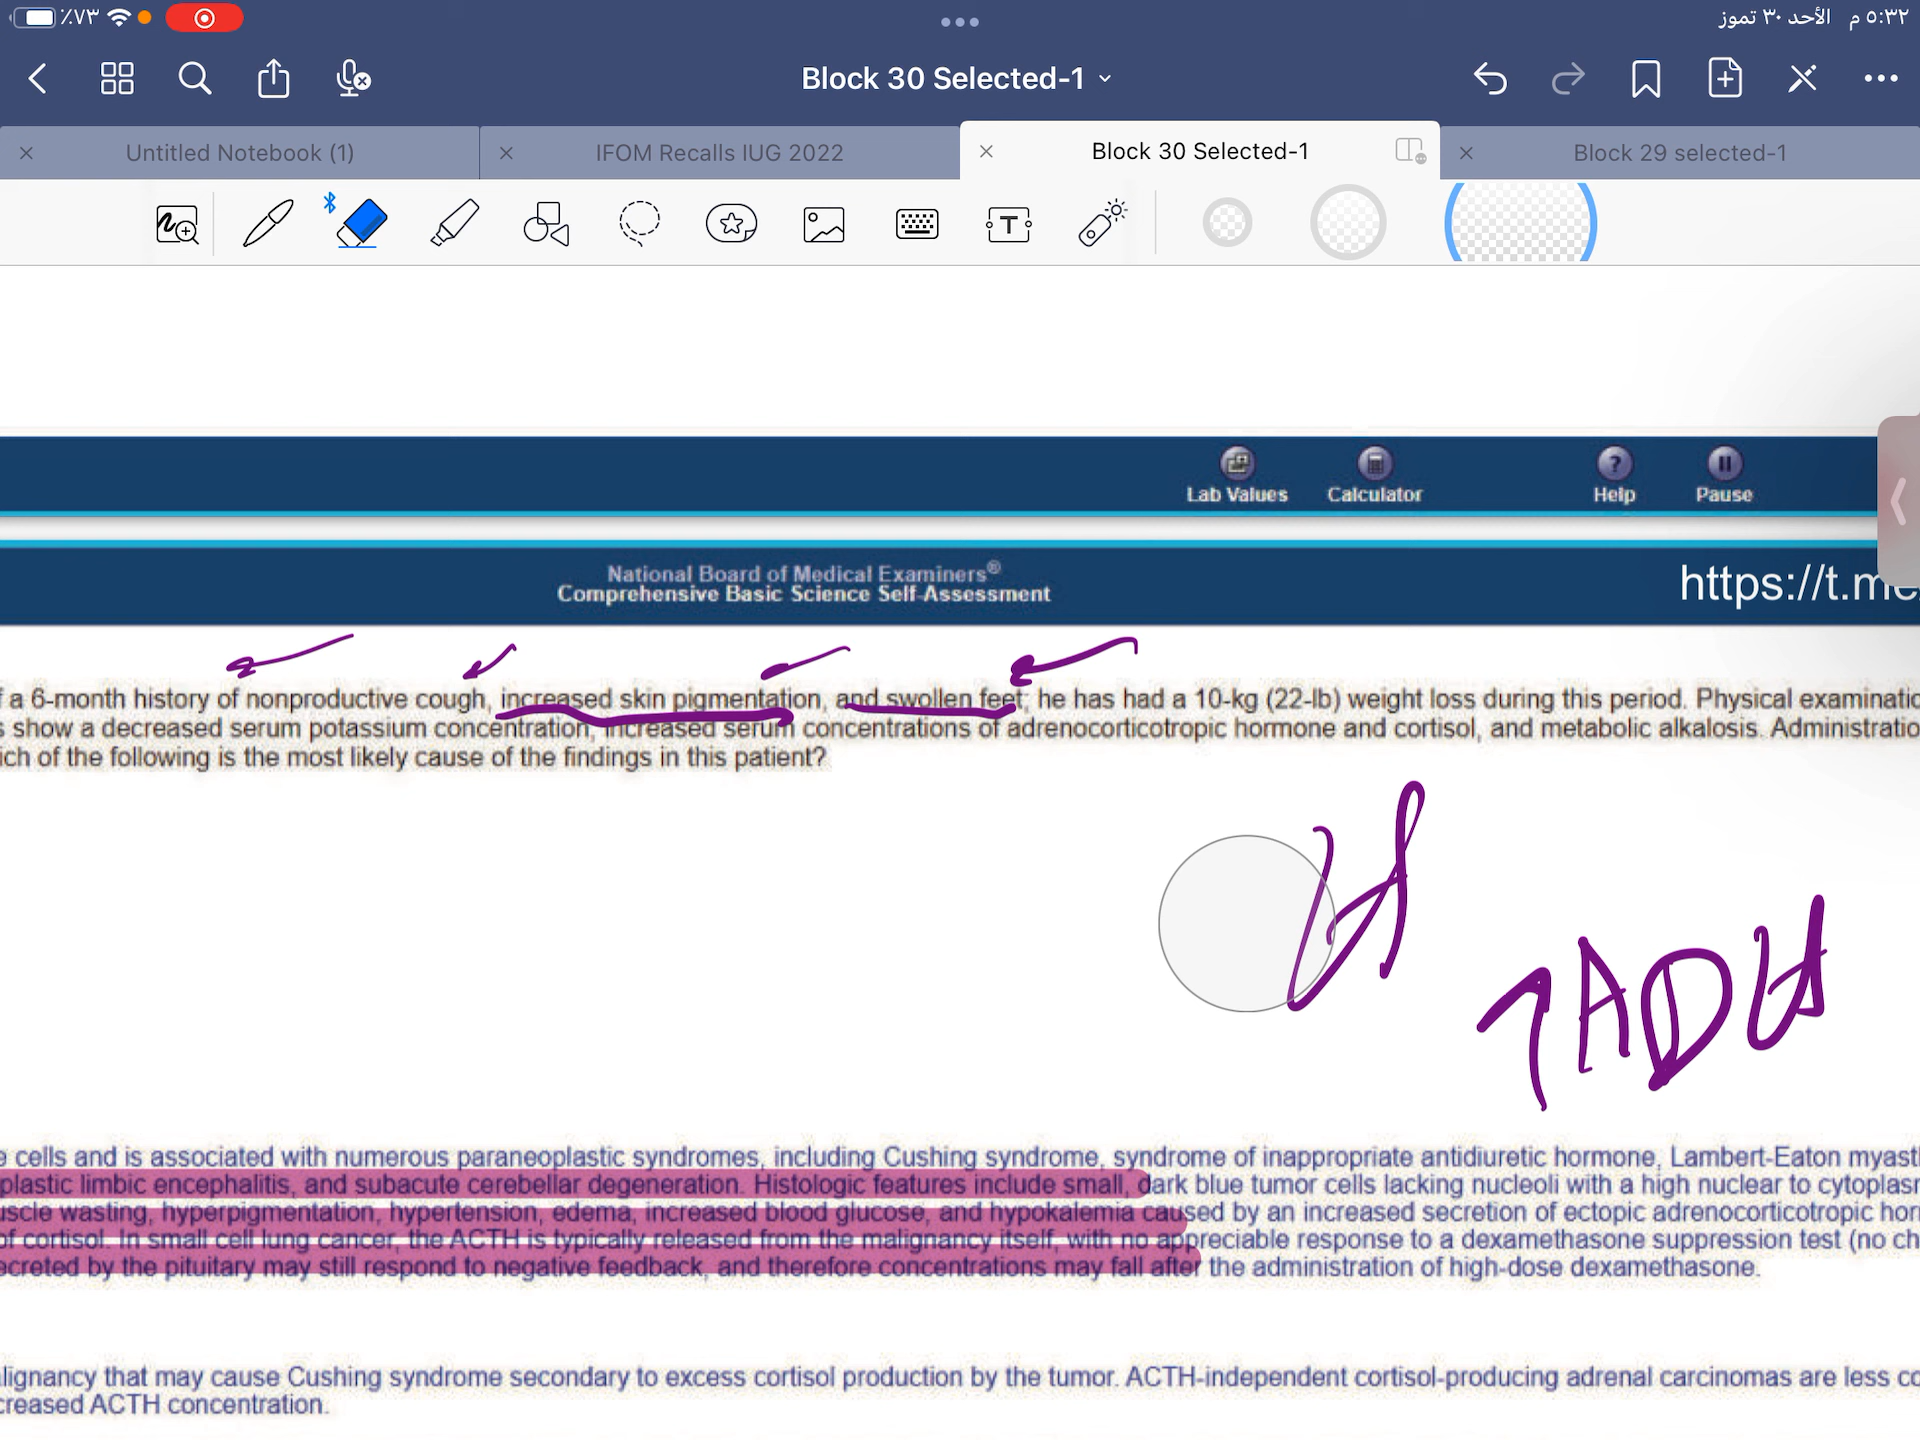 ٪٧٣
٥:٣٢ م الأحد ٣٠ تموز
Block 30 Selected-1
Untitled Notebook (1)
IFOM Recalls IUG 2022
Block 30 Selected-1
Block 29 selected-1
T
Lab Values
Calculator
Help
Pause
National Board of Medical Examiners®
Comprehensive Basic Science Self-Assessment
https://t.me
f a 6-month history of nonproductive cough, increased skin pigmentation, and swollen feet; he has had a 10-kg (22-lb) weight loss during this period. Physical examinatio
s show a decreased serum potassium concentration, increased serum concentrations of adrenocorticotropic hormone and cortisol, and metabolic alkalosis. Administratio
ich of the following is the most likely cause of the findings in this patient?
↑ADH
e cells and is associated with numerous paraneoplastic syndromes, including Cushing syndrome, syndrome of inappropriate antidiuretic hormone, Lambert-Eaton myast
plastic limbic encephalitis, and subacute cerebellar degeneration. Histologic features include small, dark blue tumor cells lacking nucleoli with a high nuclear to cytoplas
uscle wasting, hyperpigmentation, hypertension, edema, increased blood glucose, and hypokalemia caused by an increased secretion of ectopic adrenocorticotropic hor
of cortisol. In small cell lung cancer, the ACTH is typically released from the malignancy itself, with no appreciable response to a dexamethasone suppression test (no ch
ecreted by the pituitary may still respond to negative feedback, and therefore concentrations may fall after the administration of high-dose dexamethasone.
lignancy that may cause Cushing syndrome secondary to excess cortisol production by the tumor. ACTH-independent cortisol-producing adrenal carcinomas are less co
creased ACTH concentration.